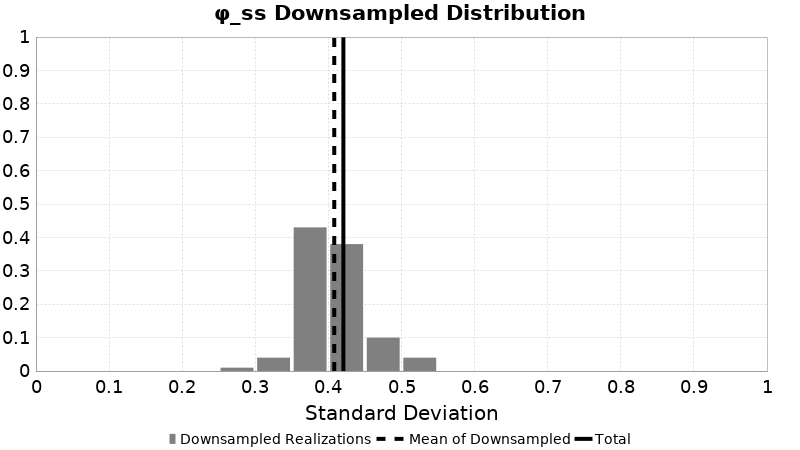 φ_ss Downsampled Distribution
1
0.9
0.8
0.7
0.6
0.5
0.4
0.3
0.2
0.1
0
0 0.1 0.2 0.3 0.4 0.5 0.6 0.7 0.8 0.9 1
Standard Deviation
Downsampled Realizations Mean of Downsampled Total